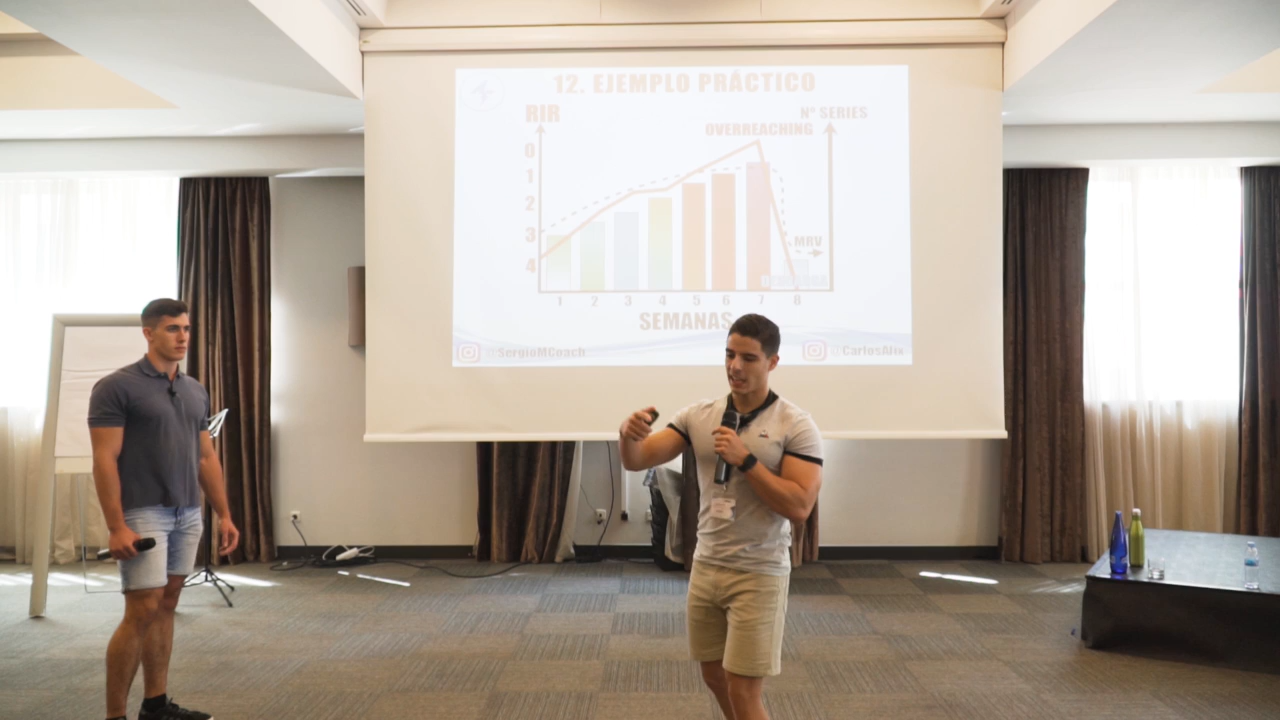 12. EJEMPLO PRÁCTICO
RIR
Nº SERIES
OVERREACHING
0
1
2
3
4
MRV
1 2 3 4 5 6 7 8
SEMANAS
@SergioMCoach
@CarlosAlix